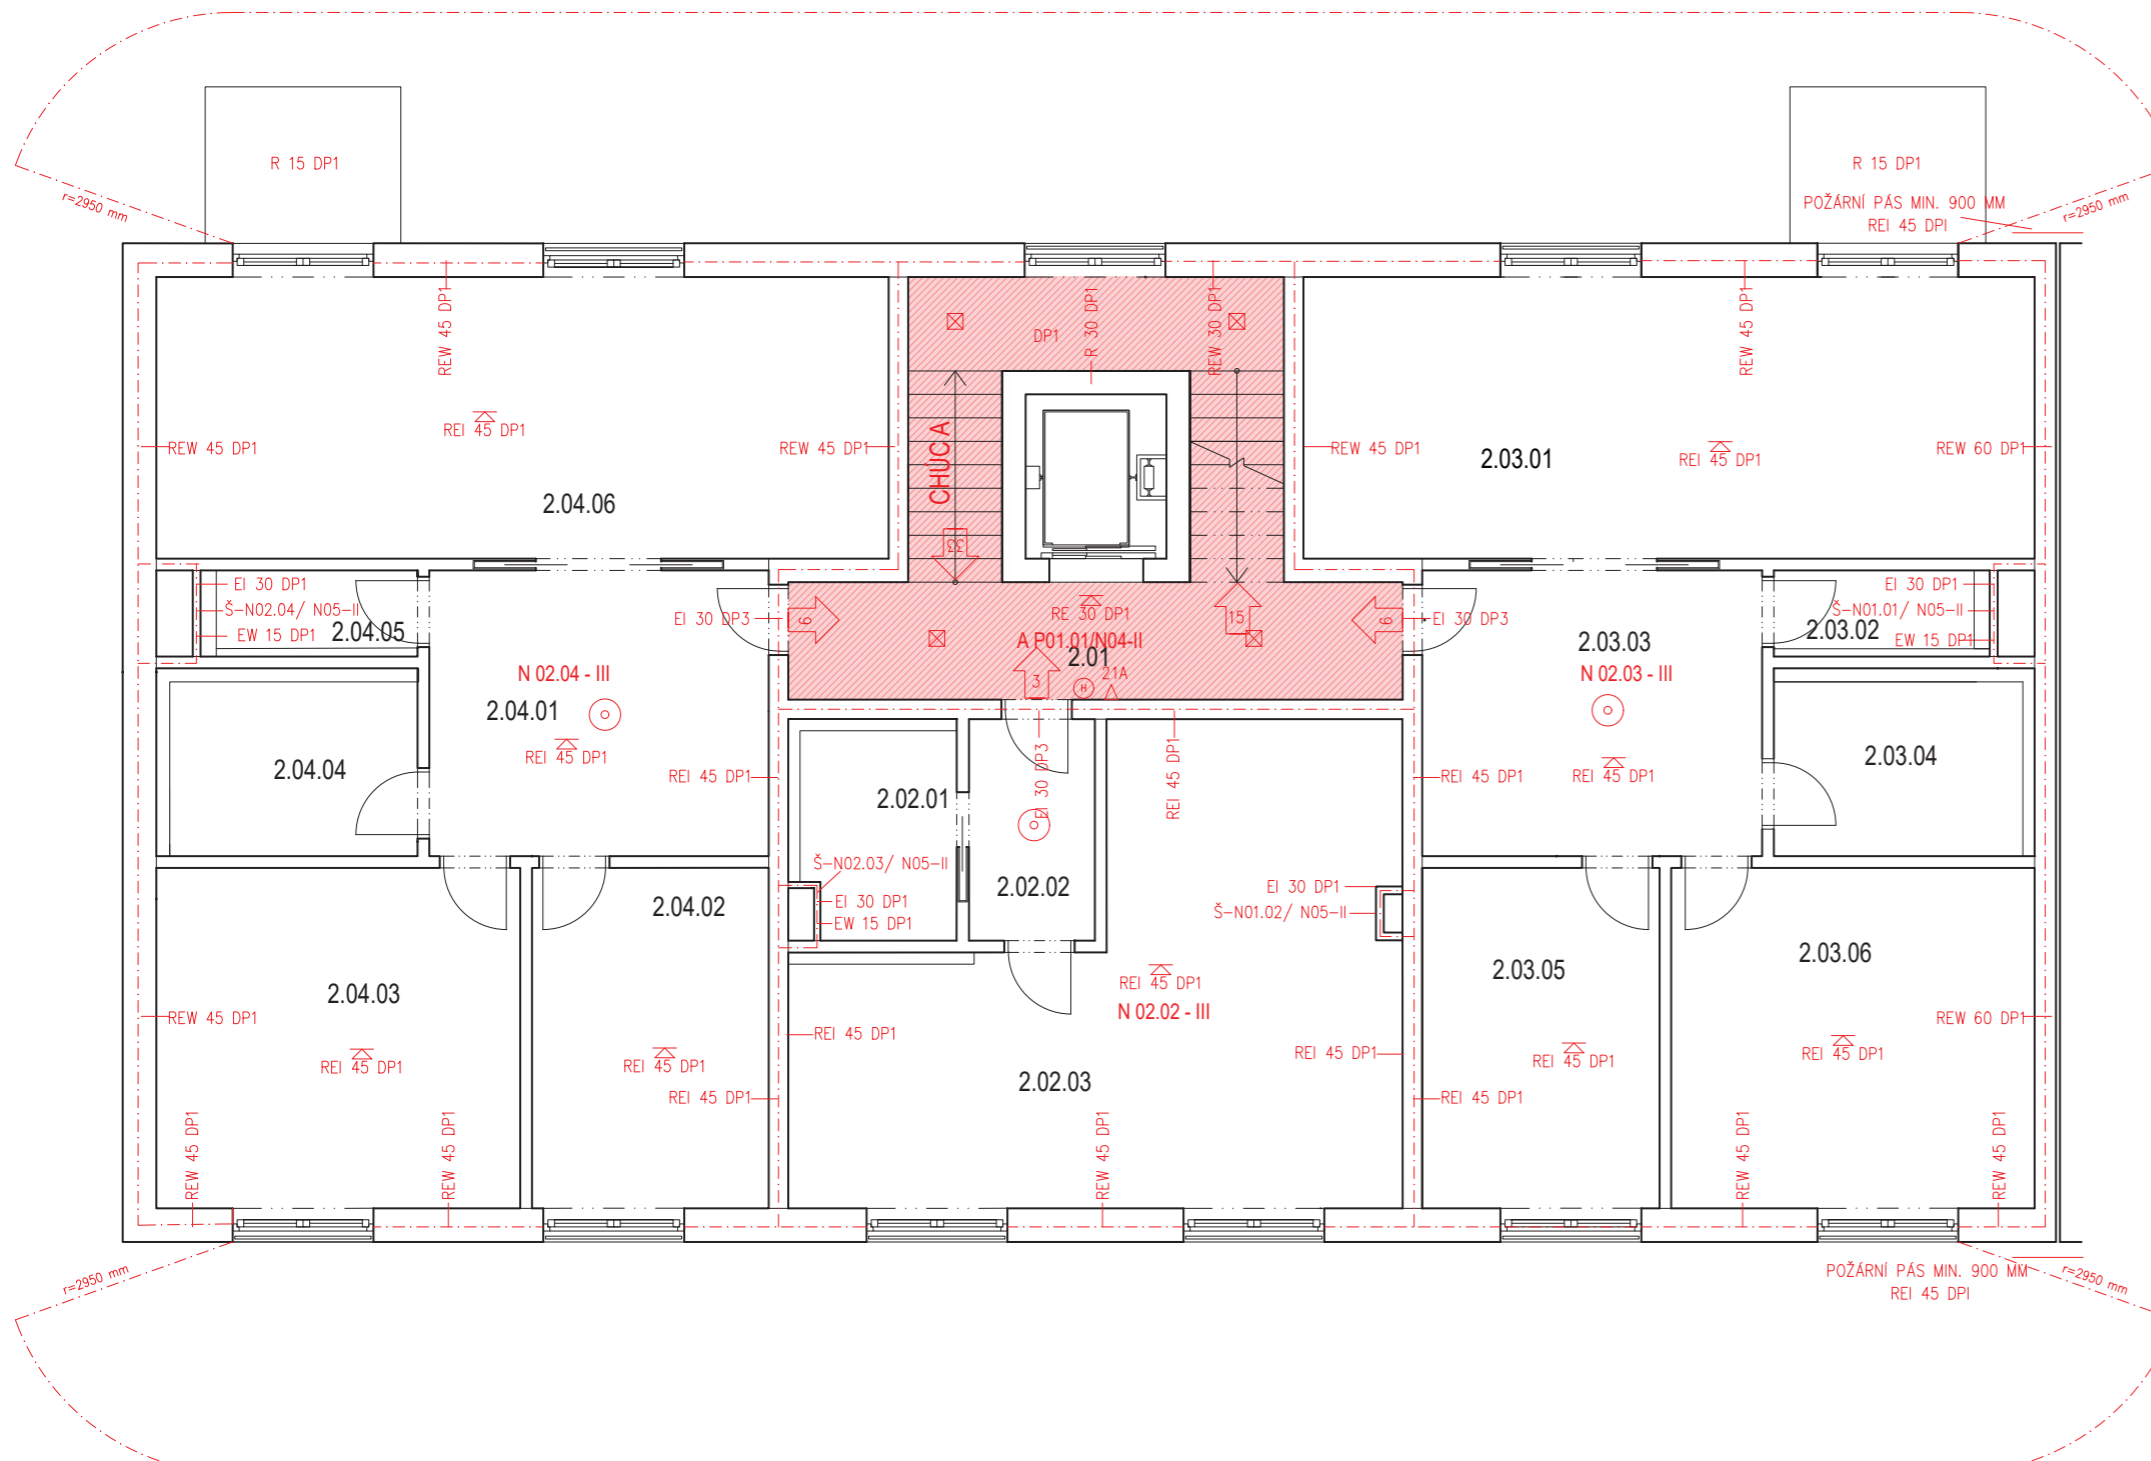 R 15 DP1
R 15 DP1
r=2950 mm
POŽÁRNÍ PÁS MIN. 900 MM
REI 45 DPI
r=2950 mm
REW 45 DP1
DP1
R 30 DP1
REW 30 DP1
REW 45 DP1
REI 45 DP1
REW 45 DP1
REW 45 DP1
CHÚC A
REW 45 DP1
2.03.01
REI 45 DP1
REW 60 DP1
2.04.06
33
EI 30 DP1
Š-N02.04/ N05-II
EW 15 DP1
2.04.05
EI 30 DP3
6
RE 30 DP1
A P01.01/N04-II
2.01
15
6
EI 30 DP3
2.03.03
EI 30 DP1
Š-N01.01/ N05-II
2.03.02
EW 15 DP1
N 02.04 - III
2.04.01
3
H
21A
N 02.03 - III
REI 45 DP1
REI 45 DP1
2.04.04
REI 45 DP1
EI 30 DP3
REI 45 DP1
REI 45 DP1
REI 45 DP1
2.03.04
2.02.01
Š-N02.03/ N05-II
EI 30 DP1
EW 15 DP1
2.02.02
EI 30 DP1
Š-N01.02/ N05-II
2.04.02
2.04.03
2.03.05
2.03.06
REI 45 DP1
N 02.02 - III
REW 45 DP1
REI 45 DP1
REI 45 DP1
REI 45 DP1
REI 45 DP1
REI 45 DP1
2.02.03
REI 45 DP1
REI 45 DP1
REI 45 DP1
REI 45 DP1
REW 60 DP1
REW 45 DP1
REW 45 DP1
REW 45 DP1
REW 45 DP1
REW 45 DP1
r=2950 mm
POŽÁRNÍ PÁS MIN. 900 MM
REI 45 DPI
r=2950 mm